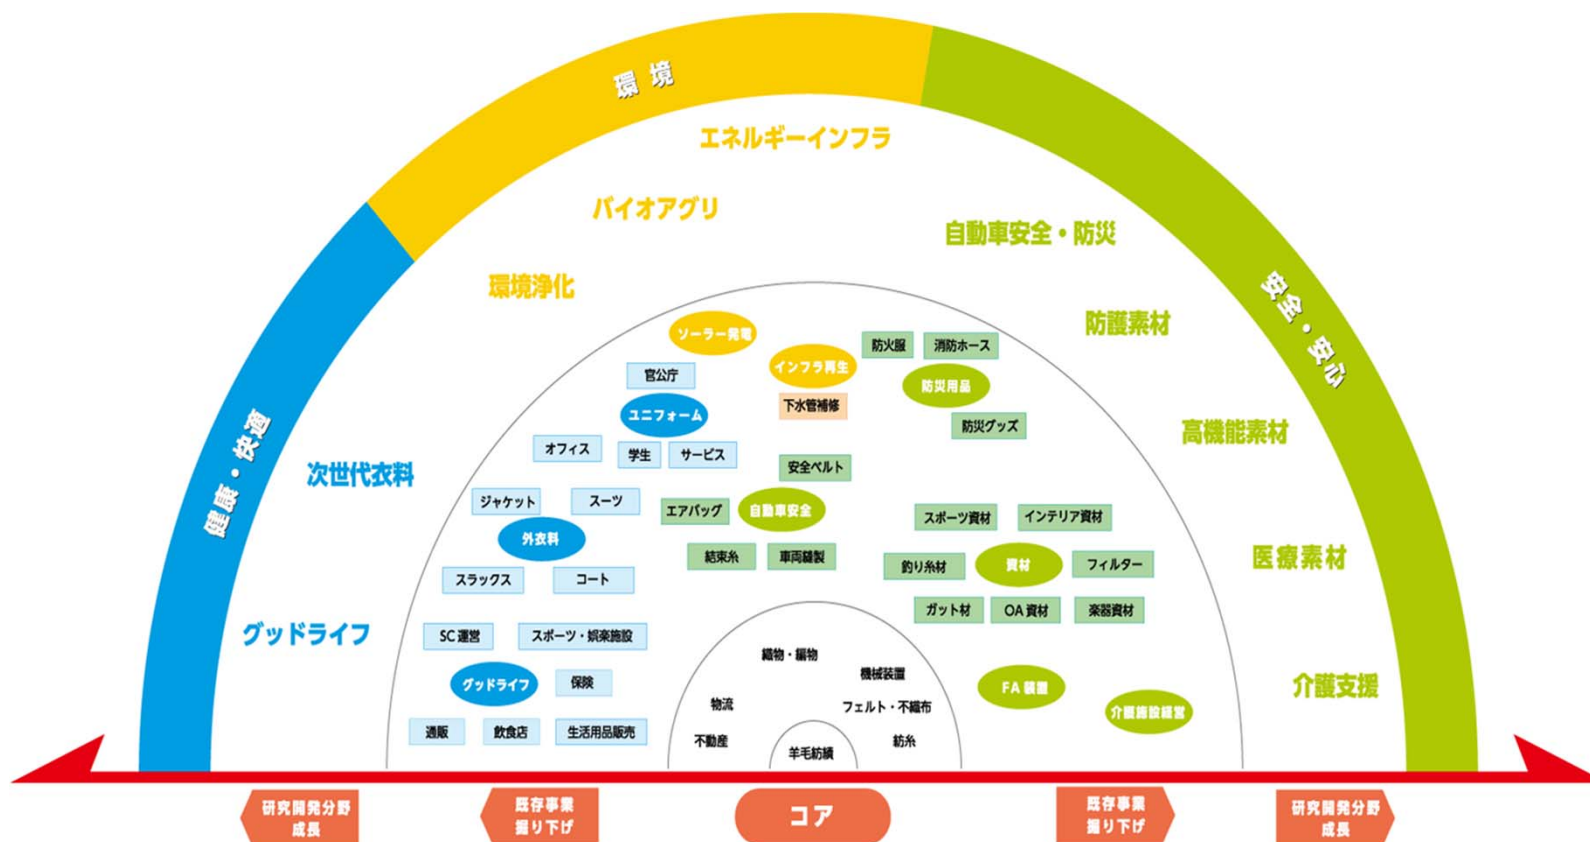 環境
エネルギーインフラ
バイオアグリ
自動車安全・防災
環境浄化
安全・安心
防護素材
ソーラー発電
インフラ再生
防火服
消防ホース
官公庁
防災用品
下水管補修
ユニフォーム
防災グッズ
高機能素材
オフィス
学生
サービス
健康・快適
次世代衣料
安全ベルト
ジャケット
スーツ
エアバッグ
自動車安全
スポーツ資材
インテリア資材
外衣料
結束糸
車両縫製
釣り糸材
資材
フィルター
医療素材
スラックス
コート
ガット材
OA 資材
楽器資材
グッドライフ
SC 運営
スポーツ・娯楽施設
織物・編物
機械装置
グッドライフ
保険
FA 装置
介護支援
物流
フェルト・不織布
介護施設経営
通販
飲食店
生活用品販売
不動産
羊毛紡績
紡糸
研究開発分野
成長
既存事業
掘り下げ
コア
既存事業
掘り下げ
研究開発分野
成長